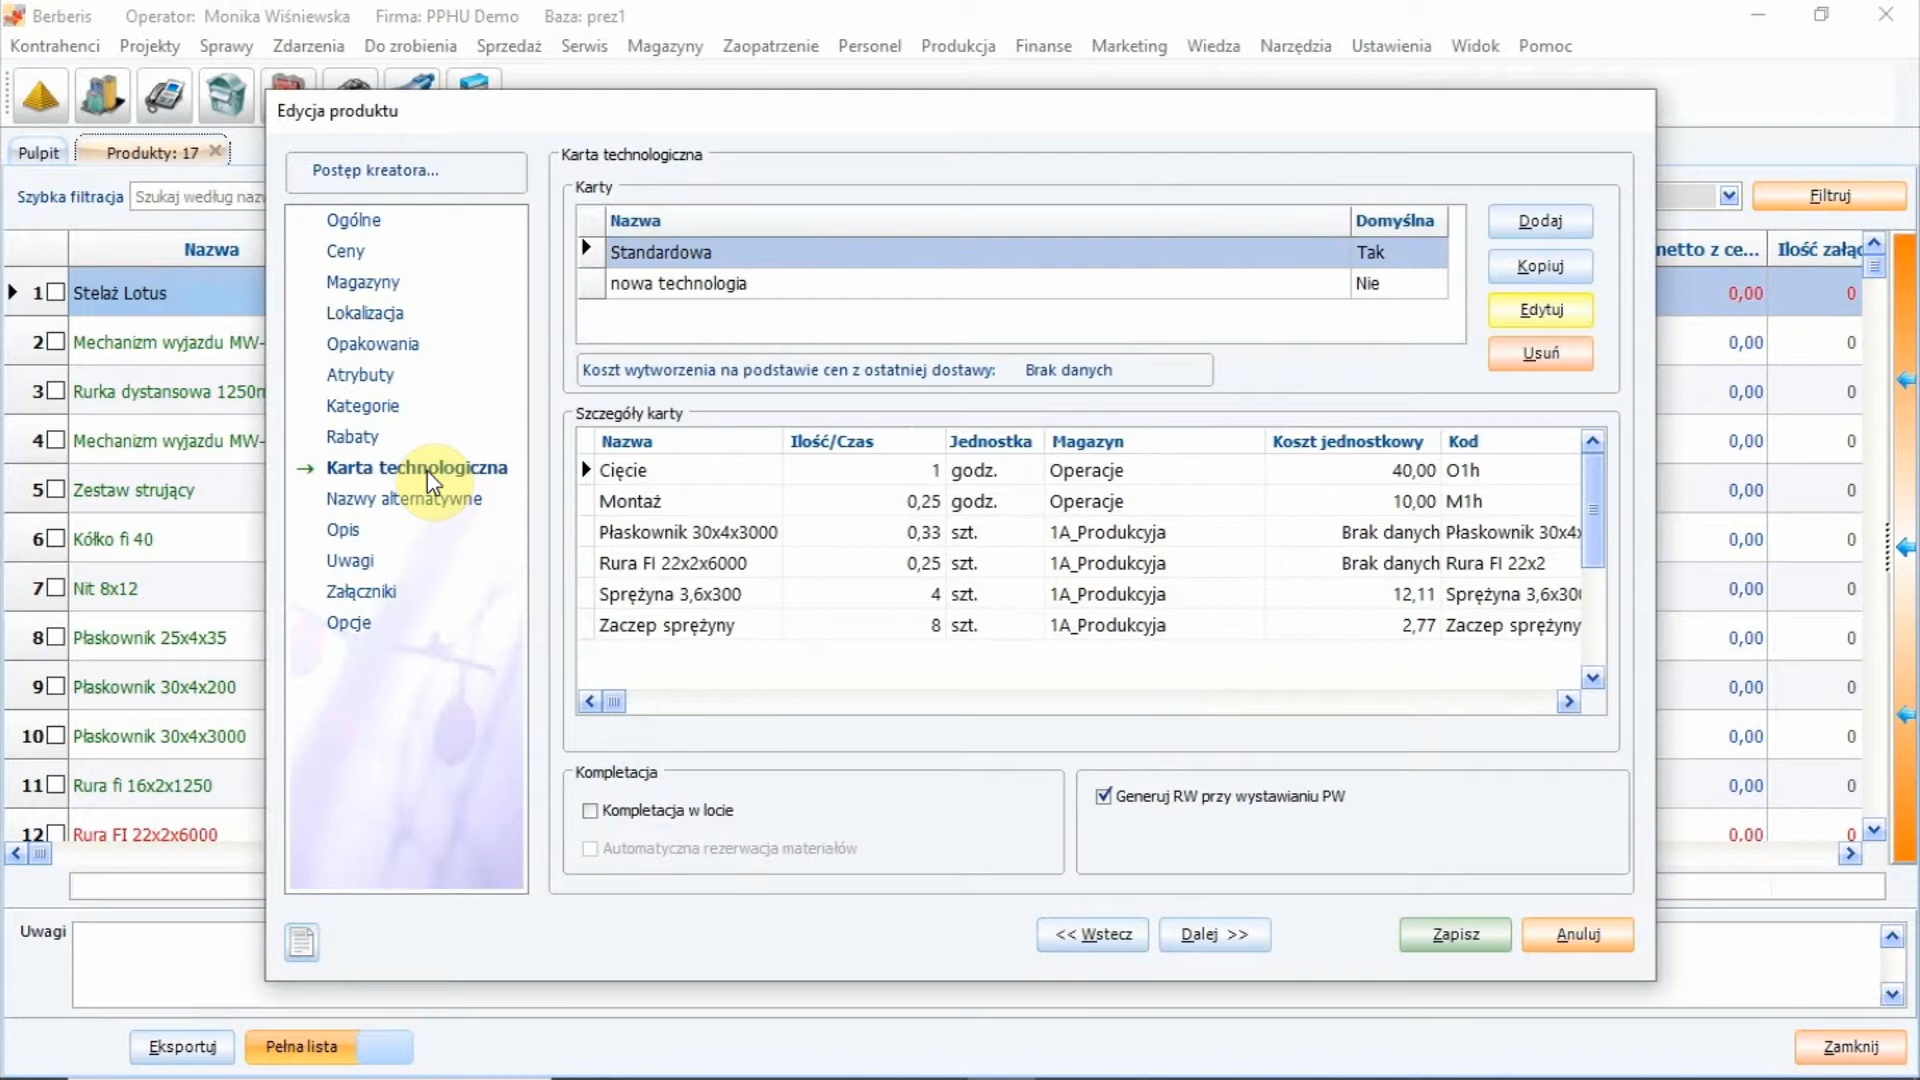 Berberis Operator: Monika Wiśniewska Firma: PPHU Demo Baza: prez1
Kontrahenci Projekty Sprawy Zdarzenia Do zrobienia Sprzedaż Serwis Magazyny Zaopatrzenie Personel Produkcja Finanse Marketing Wiedza Narzędzia Ustawienia Widok Pomoc
Edycja produktu
Pulpit Produkty: 17
Szybka filtracja Szukaj według nazw
Filtruj
Nazwa
netto z ce... Ilość załąc
1 Stelaż Lotus 0,00 0
2 Mechanizm wyjazdu MW- 0,00 0
3 Rurka dystansowa 1250m 0,00 0
4 Mechanizm wyjazdu MW- 0,00 0
5 Zestaw strujący 0,00 0
6 Kółko fi 40 0,00 0
7 Nit 8x12 0,00 0
8 Płaskownik 25x4x35 0,00 0
9 Płaskownik 30x4x200 0,00 0
10 Płaskownik 30x4x3000 0,00 0
11 Rura fi 16x2x1250 0,00 0
12 Rura FI 22x2x6000 0,00 0
Postęp kreatora...
Ogólne
Ceny
Magazyny
Lokalizacja
Opakowania
Atrybuty
Kategorie
Rabaty
Karta technologiczna
Nazwy alternatywne
Opis
Uwagi
Załączniki
Opcje
Karta technologiczna
Karty
Nazwa Domyślna
Standardowa Tak
nowa technologia Nie
Dodaj
Kopiuj
Edytuj
Usuń
Koszt wytworzenia na podstawie cen z ostatniej dostawy: Brak danych
Szczegóły karty
Nazwa Ilość/Czas Jednostka Magazyn Koszt jednostkowy Kod
Cięcie 1 godz. Operacje 40,00 O1h
Montaż 0,25 godz. Operacje 10,00 M1h
Płaskownik 30x4x3000 0,33 szt. 1A_Produkcyja Brak danych Płaskownik 30x4x
Rura FI 22x2x6000 0,25 szt. 1A_Produkcyja Brak danych Rura FI 22x2
Sprężyna 3,6x300 4 szt. 1A_Produkcyja 12,11 Sprężyna 3,6x300
Zaczep sprężyny 8 szt. 1A_Produkcyja 2,77 Zaczep sprężyny
Kompletacja
Kompletacja w locie
Automatyczna rezerwacja materiałów
Generuj RW przy wystawianiu PW
<< Wstecz Dalej >> Zapisz Anuluj
Uwagi
Eksportuj Pełna lista Zamknij